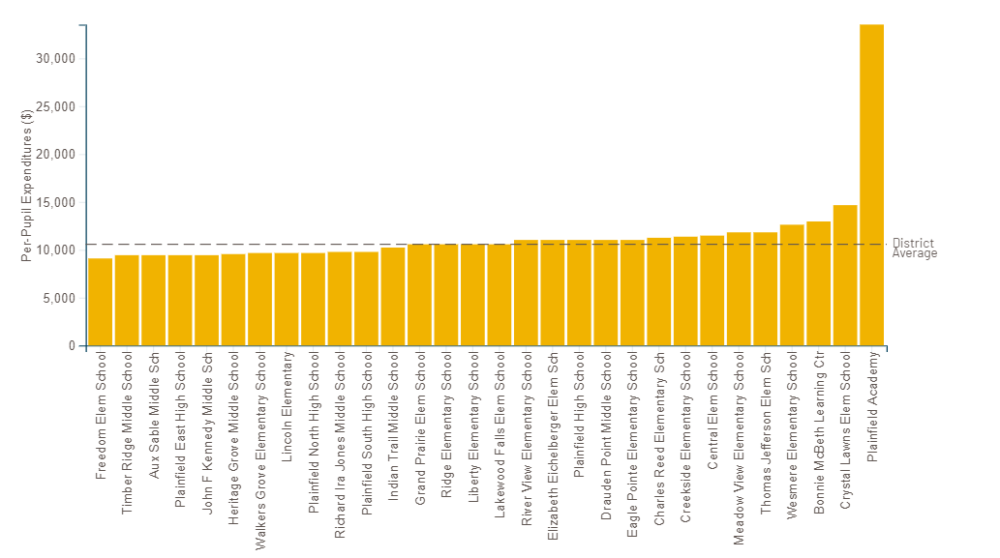 Per-Pupil Expenditures ($)
30,000
25,000
20,000
15,000
10,000
5,000
0
District
Average
Freedom Elem School
Timber Ridge Middle School
Aux Sable Middle Sch
Plainfield East High School
John F Kennedy Middle Sch
Heritage Grove Middle School
Walkers Grove Elementary School
Lincoln Elementary
Plainfield North High School
Richard Ira Jones Middle School
Plainfield South High School
Indian Trail Middle School
Grand Prairie Elem School
Ridge Elementary School
Liberty Elementary School
Lakewood Falls Elem School
River View Elementary School
Elizabeth Eichelberger Elem Sch
Plainfield High School
Drauden Point Middle School
Eagle Pointe Elementary School
Charles Reed Elementary Sch
Creekside Elementary School
Central Elem School
Meadow View Elementary School
Thomas Jefferson Elem Sch
Wesmere Elementary School
Bonnie McBeth Learning Ctr
Crystal Lawns Elem School
Plainfield Academy